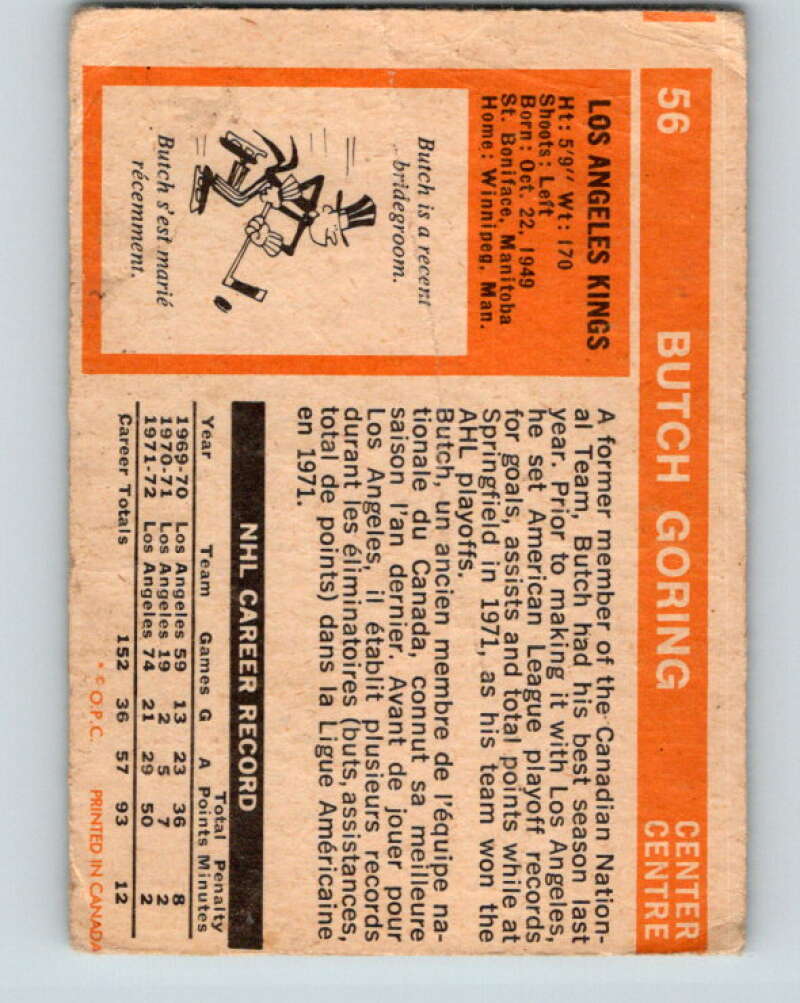 56 BUTCH GORING CENTER
CENTRE
LOS ANGELES KINGS
Ht: 5'9" Wt: 170
Shoots: Left
Born: Oct. 22, 1949
St. Boniface, Manitoba
Home: Winnipeg, Man.
Butch is a recent
bridegroom.
Butch s'est marié
récemment.
A former member of the Canadian Nation-
al Team, Butch had his best season last
year. Prior to making it with Los Angeles,
he set American League playoff records
for goals, assists and total points while at
Springfield in 1971, as his team won the
AHL playoffs.
Butch, un ancien membre de l'équipe na-
tionale du Canada, connut sa meilleure
saison l'an dernier. Avant de jouer pour
Los Angeles, il établit plusieurs records
durant les éliminatoires (buts, assistances,
total de points) dans la Ligue Américaine
en 1971.
NHL CAREER RECORD
Total Penalty
Year Team Games G A Points Minutes
1969-70 Los Angeles 59 13 23 36 8
1970-71 Los Angeles 19 2 5 7 2
1971-72 Los Angeles 74 21 29 50 2
Career Totals 152 36 57 93 12
* © O.P.C. PRINTED IN CANADA